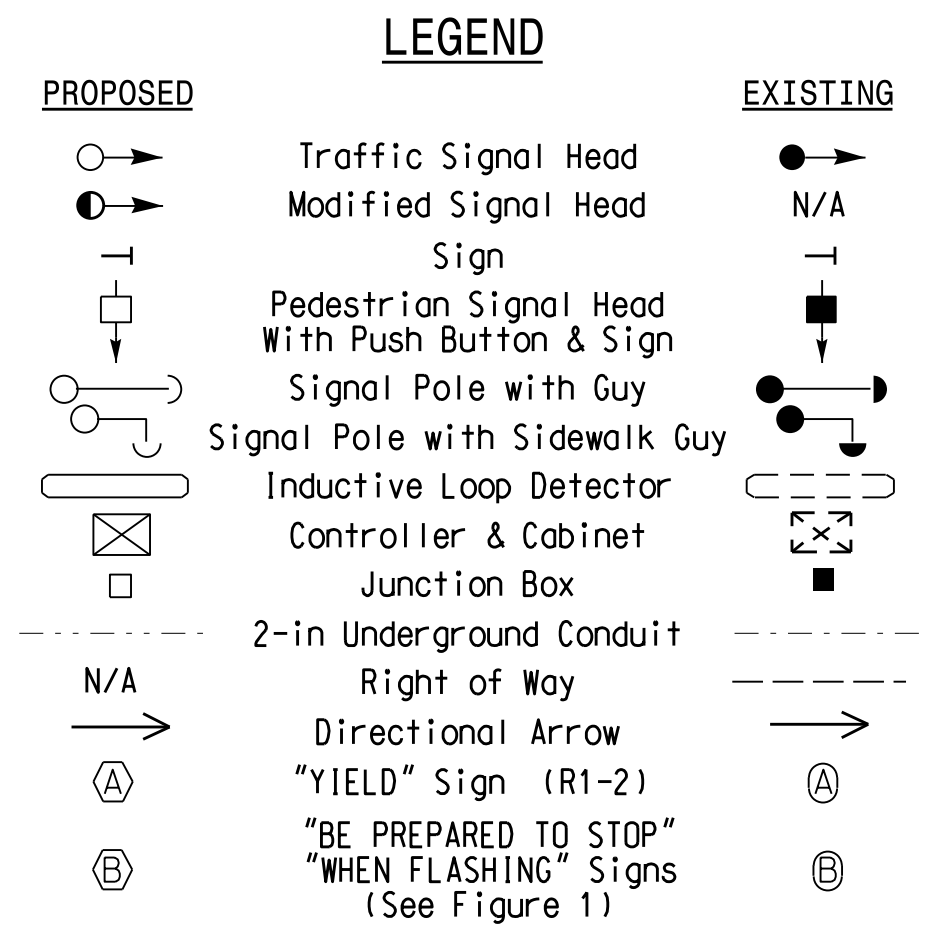 LEGEND
PROPOSED EXISTING
Traffic Signal Head
Modified Signal Head N/A
Sign
Pedestrian Signal Head
With Push Button & Sign
Signal Pole with Guy
Signal Pole with Sidewalk Guy
Inductive Loop Detector
Controller & Cabinet
Junction Box
2-in Underground Conduit
N/A Right of Way
Directional Arrow
A "YIELD" Sign (R1-2) A
"BE PREPARED TO STOP"
B "WHEN FLASHING" Signs B
(See Figure 1)